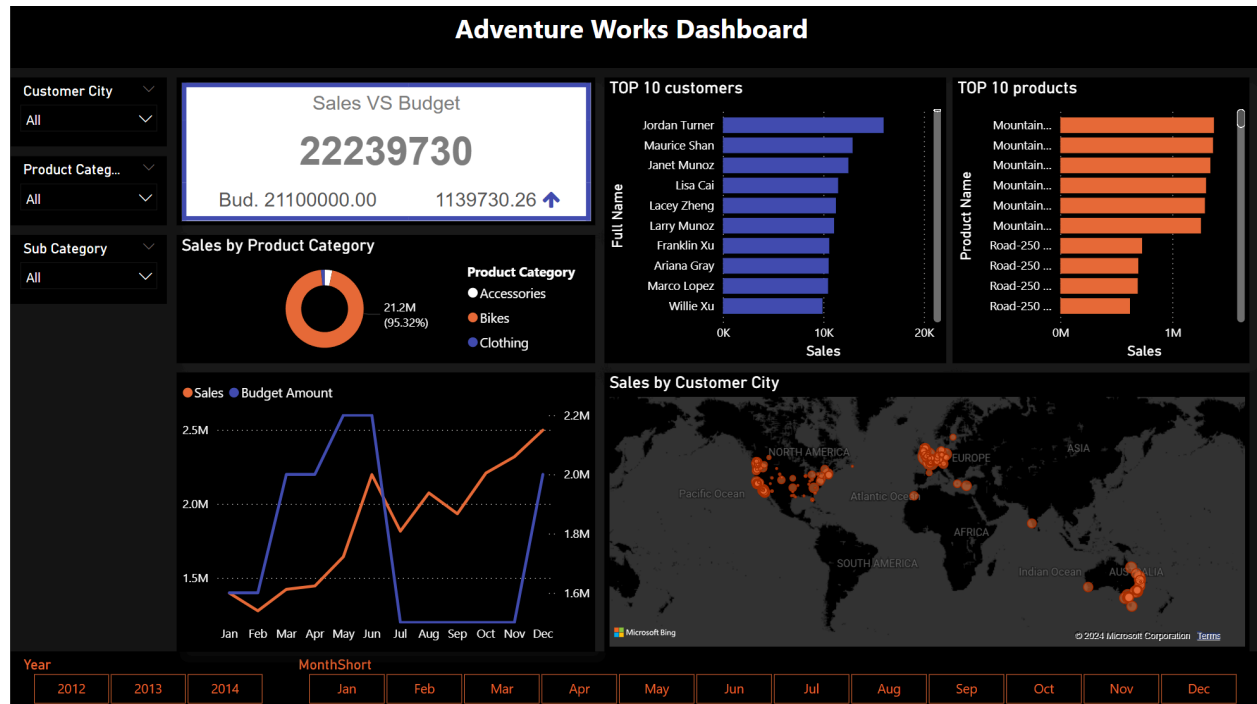 Adventure Works Dashboard
Customer City
All
Product Categ...
All
Sub Category
All
Sales VS Budget
22239730
Bud. 21100000.00 1139730.26
Sales by Product Category
21.2M
(95.32%)
Product Category
Accessories
Bikes
Clothing
TOP 10 customers
Full Name
Jordan Turner
Maurice Shan
Janet Munoz
Lisa Cai
Lacey Zheng
Larry Munoz
Franklin Xu
Ariana Gray
Marco Lopez
Willie Xu
0K 10K 20K
Sales
TOP 10 products
Product Name
Mountain...
Mountain...
Mountain...
Mountain...
Mountain...
Mountain...
Road-250 ...
Road-250 ...
Road-250 ...
Road-250 ...
0M 1M
Sales
Sales Budget Amount
2.5M
2.0M
1.5M
2.2M
2.0M
1.8M
1.6M
Jan Feb Mar Apr May Jun Jul Aug Sep Oct Nov Dec
Sales by Customer City
NORTH AMERICA
EUROPE
ASIA
Pacific Ocean
Atlantic Ocean
AFRICA
SOUTH AMERICA
Indian Ocean
AUSTRALIA
Microsoft Bing
© 2024 Microsoft Corporation Terms
Year
2012 2013 2014
MonthShort
Jan Feb Mar Apr May Jun Jul Aug Sep Oct Nov Dec